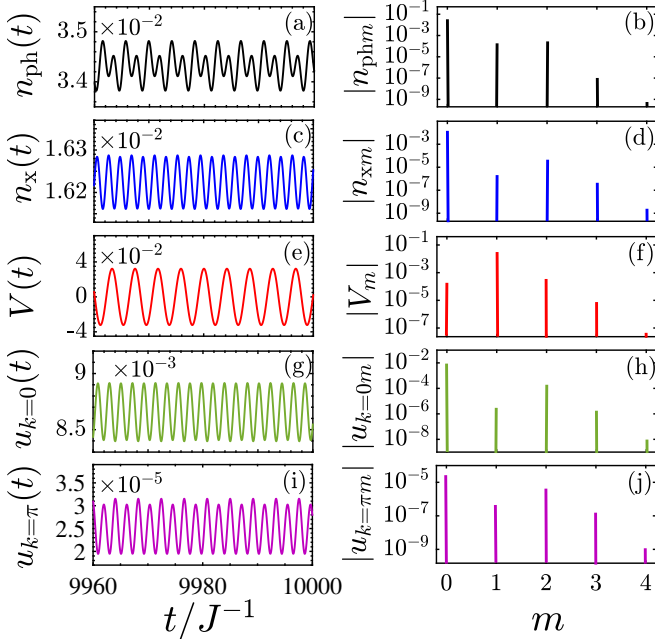 3.5 ×10⁻² (a)
3.4
n_ph(t)
10⁻¹ (b)
10⁻³
10⁻⁵
10⁻⁷
10⁻⁹
|n_phm|
×10⁻² (c)
1.63
1.62
n_x(t)
10⁻³ (d)
10⁻⁵
10⁻⁷
10⁻⁹
|n_xm|
×10⁻² (e)
4
0
-4
V(t)
10⁻¹ (f)
10⁻³
10⁻⁵
10⁻⁷
|V_m|
9 ×10⁻³ (g)
8.5
u_{k=0}(t)
10⁻² (h)
10⁻⁴
10⁻⁶
10⁻⁸
|u_{k=0m}|
3.5 ×10⁻⁵ (i)
3
2.5
2
u_{k=π}(t)
10⁻⁵ (j)
10⁻⁷
10⁻⁹
|u_{k=πm}|
9960 9980 10000
t/J⁻¹
0 1 2 3 4
m